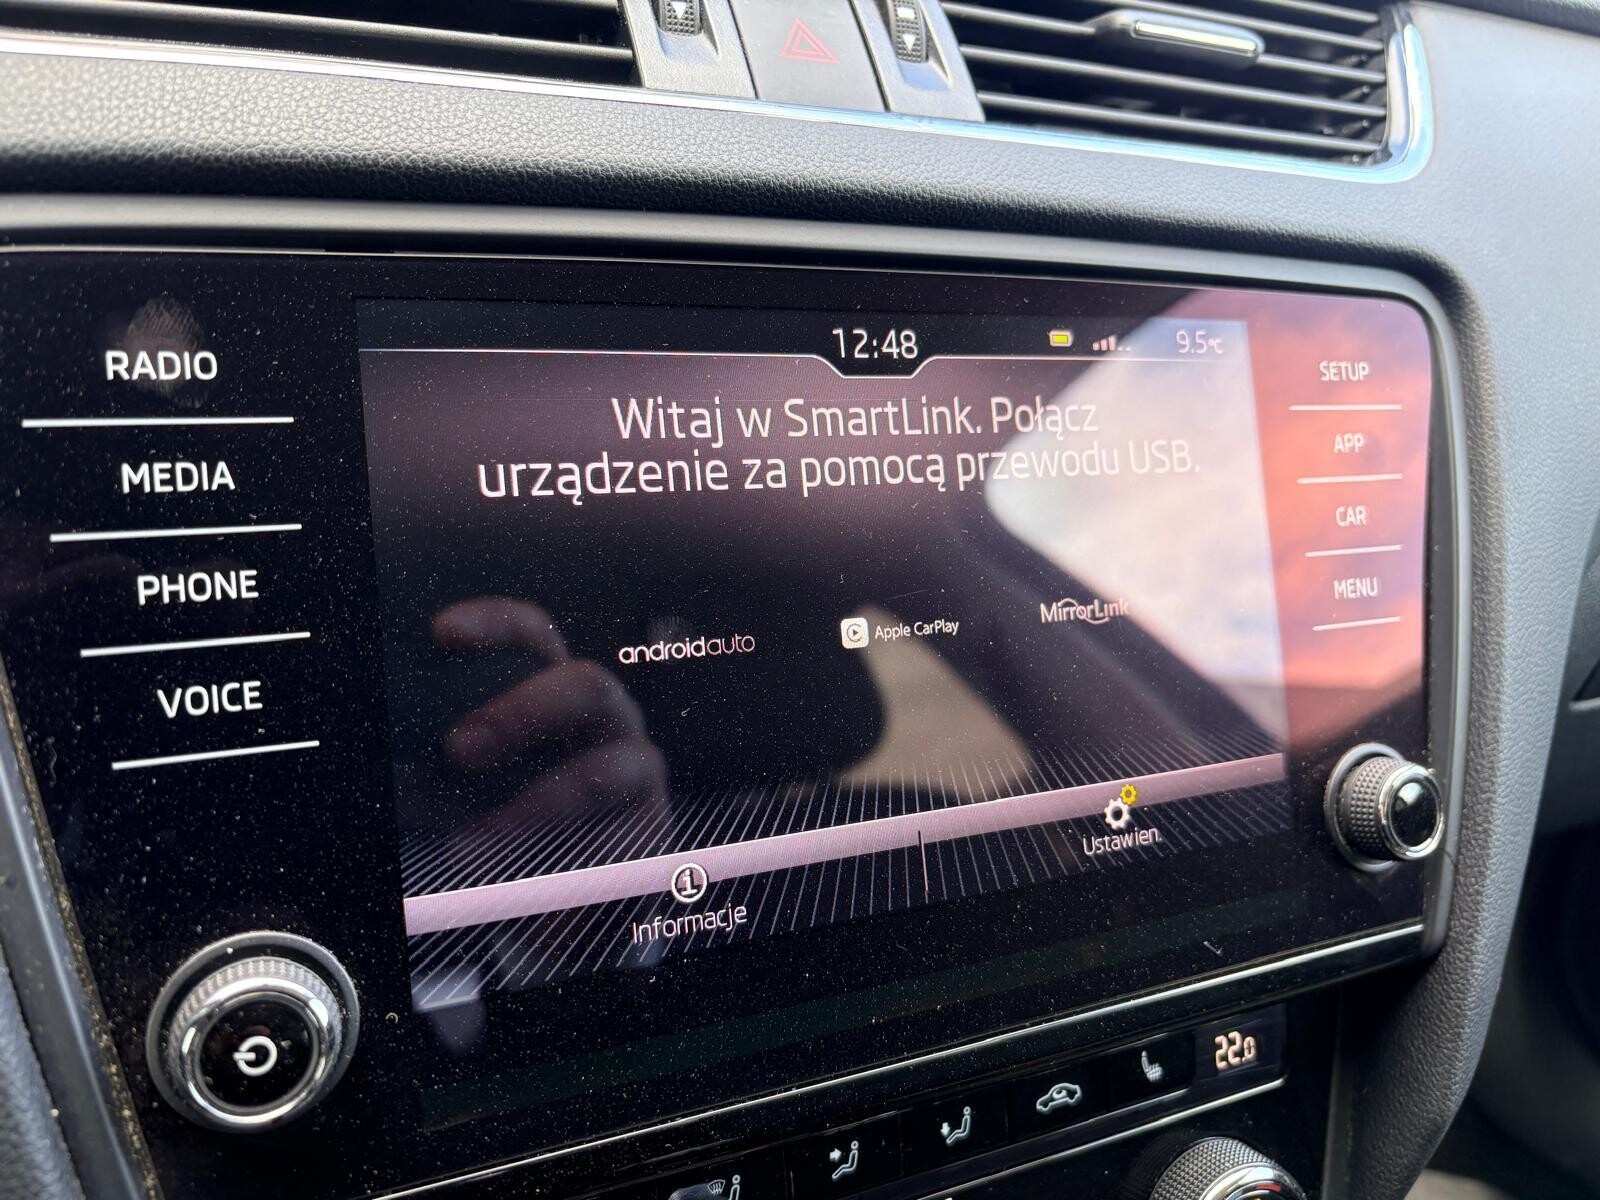 12:48
9.5°C
RADIO
MEDIA
PHONE
VOICE
Witaj w SmartLink. Połącz
urządzenie za pomocą przewodu USB.
androidauto
Apple CarPlay
MirrorLink
Informacje
Ustawien.
SETUP
APP
CAR
MENU
22.0